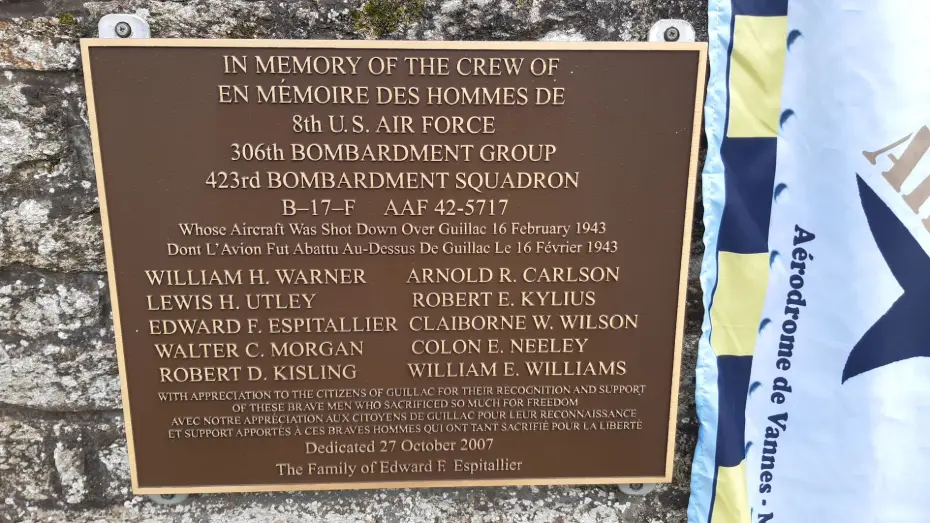 IN MEMORY OF THE CREW OF
EN MÉMOIRE DES HOMMES DE
8th U.S. AIR FORCE
306th BOMBARDMENT GROUP
423rd BOMBARDMENT SQUADRON
B–17–F AAF 42-5717
Whose Aircraft Was Shot Down Over Guillac 16 February 1943
Dont L'Avion Fut Abattu Au-Dessus De Guillac Le 16 Février 1943
WILLIAM H. WARNER ARNOLD R. CARLSON
LEWIS H. UTLEY ROBERT E. KYLIUS
EDWARD F. ESPITALLIER CLAIBORNE W. WILSON
WALTER C. MORGAN COLON E. NEELEY
ROBERT D. KISLING WILLIAM E. WILLIAMS
WITH APPRECIATION TO THE CITIZENS OF GUILLAC FOR THEIR RECOGNITION AND SUPPORT
OF THESE BRAVE MEN WHO SACRIFICED SO MUCH FOR FREEDOM
AVEC NOTRE APPRÉCIATION AUX CITOYENS DE GUILLAC POUR LEUR RECONNAISSANCE
ET SUPPORT APPORTÉS À CES BRAVES HOMMES QUI ONT TANT SACRIFIÉ POUR LA LIBERTÉ
Dedicated 27 October 2007
The Family of Edward F. Espitallier
Aérodrome de Vannes -